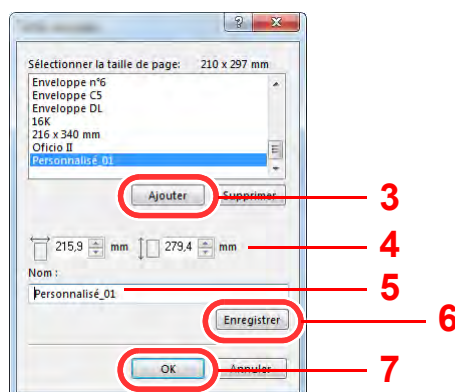 Sélectionner la taille de page: 210 x 297 mm
Enveloppe n°6
Enveloppe C5
Enveloppe DL
16K
216 x 340 mm
Oficio II
Personnalisé_01
Ajouter Supprimer
3
215,9 mm 279,4 mm
4
Nom :
Personnalisé_01
5
Enregistrer
6
OK Annuler
7